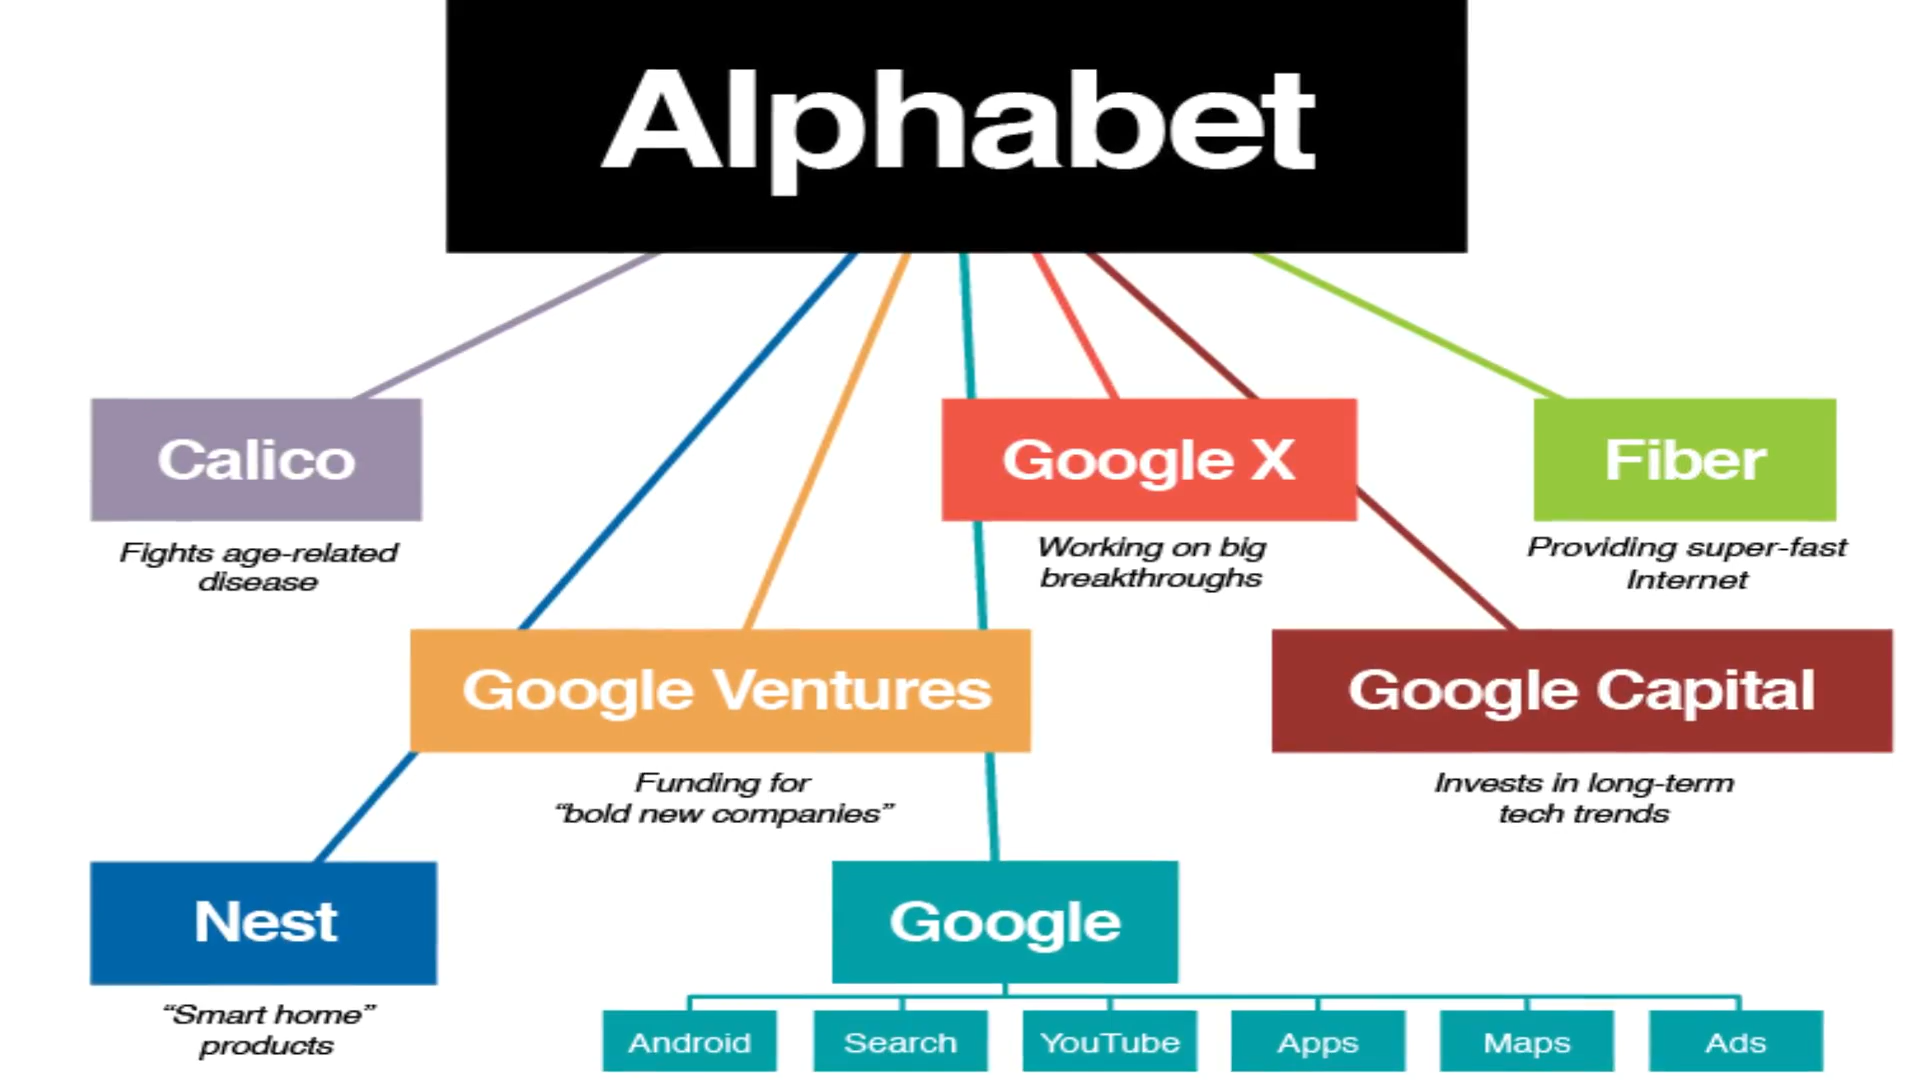 Alphabet
Calico
Fights age-related
disease
Google X
Working on big
breakthroughs
Fiber
Providing super-fast
Internet
Google Ventures
Funding for
“bold new companies”
Google Capital
Invests in long-term
tech trends
Nest
“Smart home”
products
Google
Android
Search
YouTube
Apps
Maps
Ads